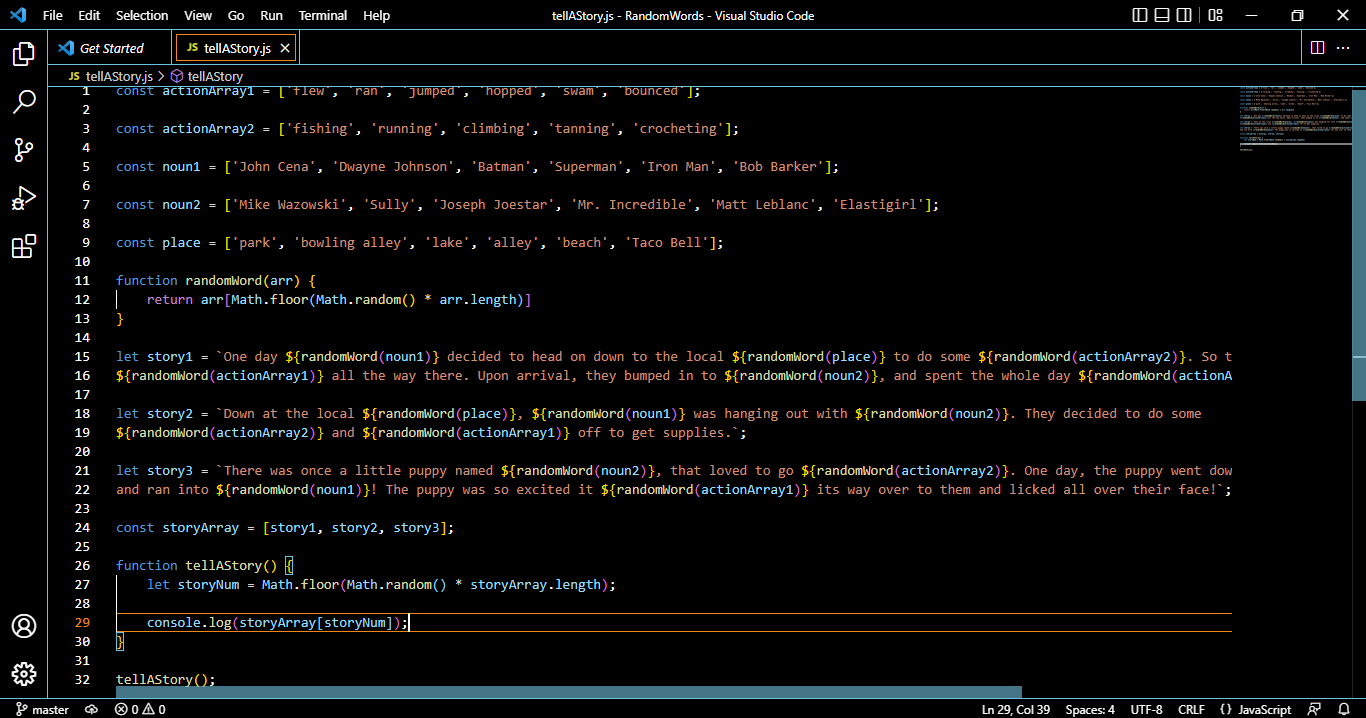 File Edit Selection View Go Run Terminal Help tellAStory.js - RandomWords - Visual Studio Code
Get Started JS tellAStory.js
JS tellAStory.js > tellAStory
1 const actionArray1 = ['flew', 'ran', 'jumped', 'hopped', 'swam', 'bounced'];
2
3 const actionArray2 = ['fishing', 'running', 'climbing', 'tanning', 'crocheting'];
4
5 const noun1 = ['John Cena', 'Dwayne Johnson', 'Batman', 'Superman', 'Iron Man', 'Bob Barker'];
6
7 const noun2 = ['Mike Wazowski', 'Sully', 'Joseph Joestar', 'Mr. Incredible', 'Matt Leblanc', 'Elastigirl'];
8
9 const place = ['park', 'bowling alley', 'lake', 'alley', 'beach', 'Taco Bell'];
10
11 function randomWord(arr) {
12 return arr[Math.floor(Math.random() * arr.length)]
13 }
14
15 let story1 = `One day ${randomWord(noun1)} decided to head on down to the local ${randomWord(place)} to do some ${randomWord(actionArray2)}. So t
16 ${randomWord(actionArray1)} all the way there. Upon arrival, they bumped in to ${randomWord(noun2)}, and spent the whole day ${randomWord(actionA
17
18 let story2 = `Down at the local ${randomWord(place)}, ${randomWord(noun1)} was hanging out with ${randomWord(noun2)}. They decided to do some
19 ${randomWord(actionArray2)} and ${randomWord(actionArray1)} off to get supplies.`;
20
21 let story3 = `There was once a little puppy named ${randomWord(noun2)}, that loved to go ${randomWord(actionArray2)}. One day, the puppy went dow
22 and ran into ${randomWord(noun1)}! The puppy was so excited it ${randomWord(actionArray1)} its way over to them and licked all over their face!`;
23
24 const storyArray = [story1, story2, story3];
25
26 function tellAStory() {
27 let storyNum = Math.floor(Math.random() * storyArray.length);
28
29 console.log(storyArray[storyNum]);
30 }
31
32 tellAStory();
master 0 0 Ln 29, Col 39 Spaces: 4 UTF-8 CRLF {} JavaScript